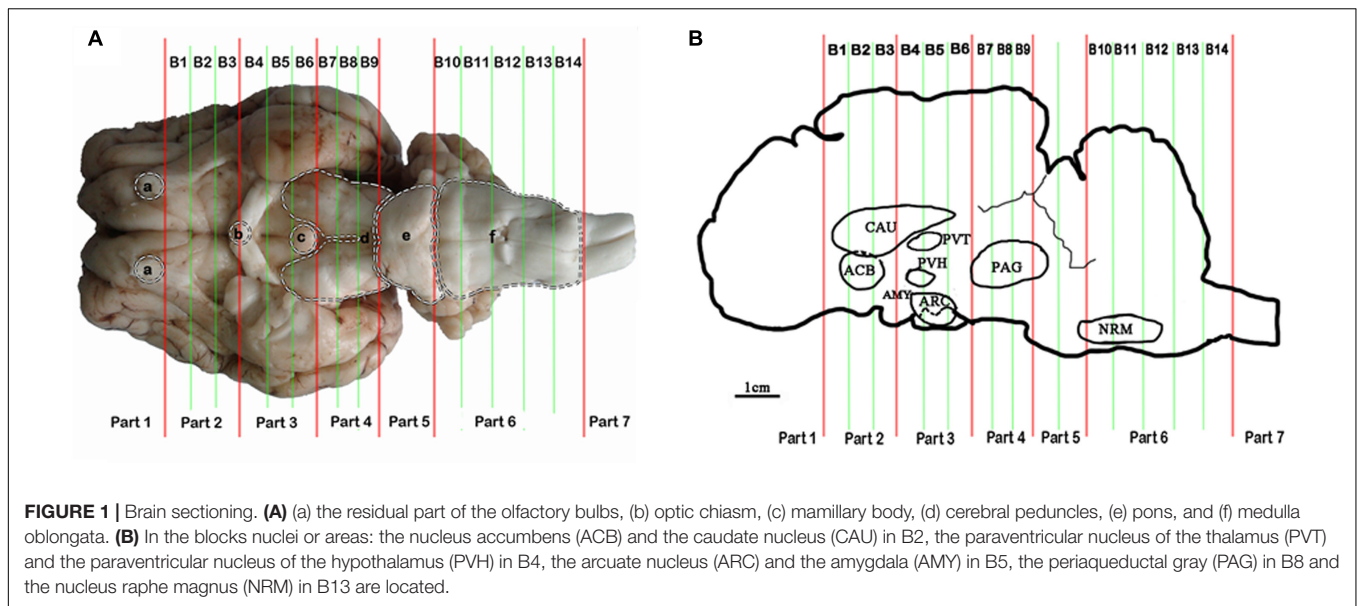 A
B1 B2 B3 B4 B5 B6 B7 B8 B9 B10 B11 B12 B13 B14
a
b
c
d
e
f
a
Part 1 Part 2 Part 3 Part 4 Part 5 Part 6 Part 7
B
B1 B2 B3 B4 B5 B6 B7 B8 B9 B10 B11 B12 B13 B14
CAU
PVT
ACB
PVH
PAG
AMY
ARC
NRM
1cm
Part 1 Part 2 Part 3 Part 4 Part 5 Part 6 Part 7
FIGURE 1 | Brain sectioning. (A) (a) the residual part of the olfactory bulbs, (b) optic chiasm, (c) mamillary body, (d) cerebral peduncles, (e) pons, and (f) medulla
oblongata. (B) In the blocks nuclei or areas: the nucleus accumbens (ACB) and the caudate nucleus (CAU) in B2, the paraventricular nucleus of the thalamus (PVT)
and the paraventricular nucleus of the hypothalamus (PVH) in B4, the arcuate nucleus (ARC) and the amygdala (AMY) in B5, the periaqueductal gray (PAG) in B8 and
the nucleus raphe magnus (NRM) in B13 are located.